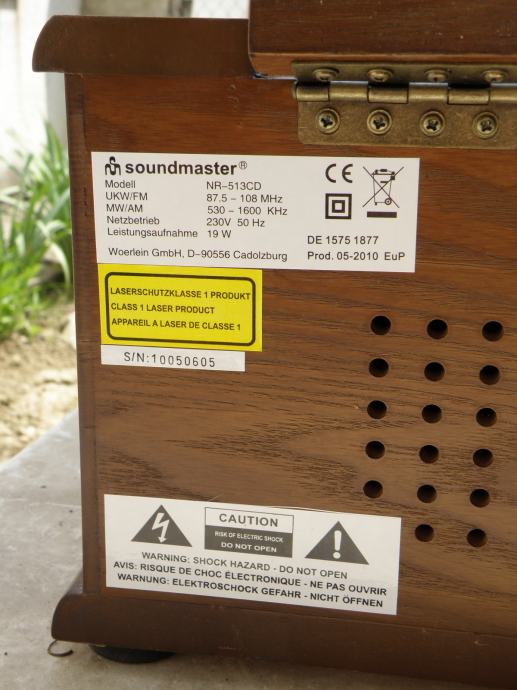 soundmaster®
Modell NR-513CD
UKW/FM 87.5 - 108 MHz
MW/AM 530 - 1600 KHz
Netzbetrieb 230V 50 Hz
Leistungsaufnahme 19 W
Woerlein GmbH, D-90556 Cadolzburg
CE
DE 1575 1877
Prod. 05-2010 EuP
LASERSCHUTZKLASSE 1 PRODUKT
CLASS 1 LASER PRODUCT
APPAREIL A LASER DE CLASSE 1
S/N:10050605
CAUTION
RISK OF ELECTRIC SHOCK
DO NOT OPEN
WARNING: SHOCK HAZARD - DO NOT OPEN
AVIS: RISQUE DE CHOC ÉLECTRONIQUE - NE PAS OUVRIR
WARNUNG: ELEKTROSCHOCK GEFAHR - NICHT ÖFFNEN